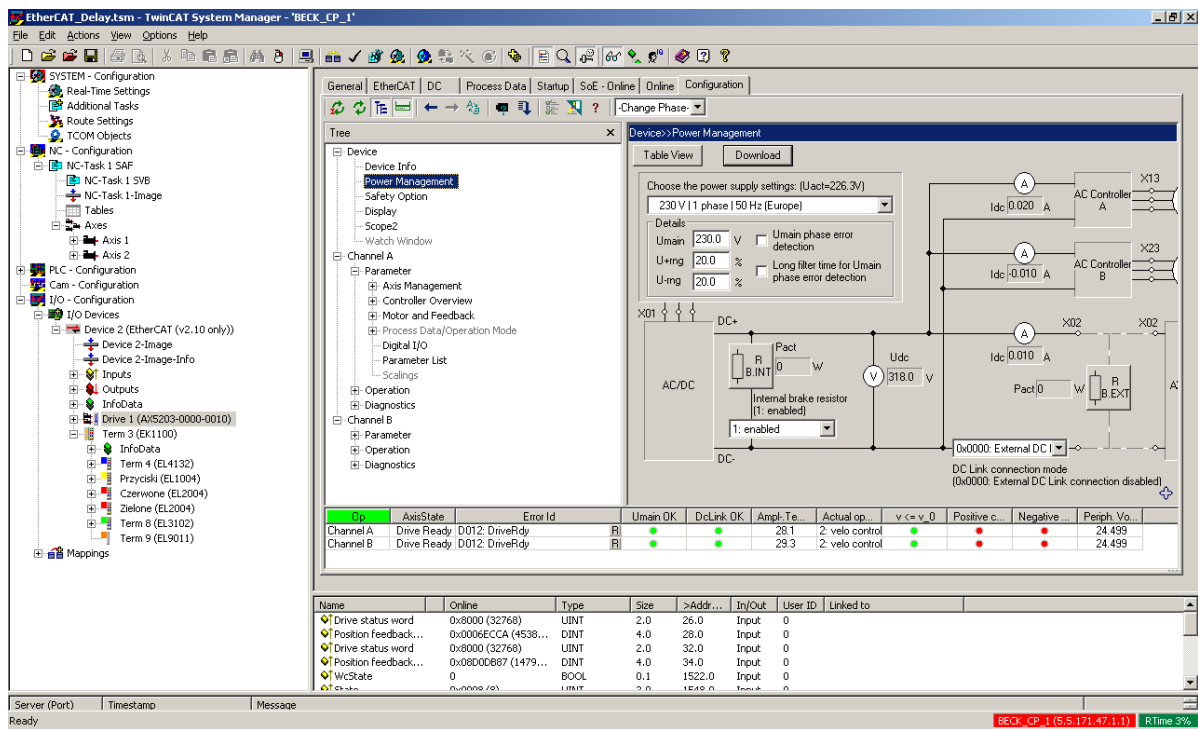 EtherCAT_Delay.tsm - TwinCAT System Manager - 'BECK_CP_1'
File Edit Actions View Options Help
SYSTEM - Configuration
Real-Time Settings
Additional Tasks
Route Settings
TCOM Objects
NC - Configuration
NC-Task 1 SAF
NC-Task 1 SVB
NC-Task 1-Image
Tables
Axes
Axis 1
Axis 2
PLC - Configuration
Cam - Configuration
I/O - Configuration
I/O Devices
Device 2 (EtherCAT (v2.10 only))
Device 2-Image
Device 2-Image-Info
Inputs
Outputs
InfoData
Drive 1 (AX5203-0000-0010)
Term 3 (EK1100)
InfoData
Term 4 (EL4132)
Przyciski (EL1004)
Czerwone (EL2004)
Zielone (EL2004)
Term 8 (EL3102)
Term 9 (EL9011)
Mappings
General EtherCAT DC Process Data Startup SoE - Online Online Configuration
-Change Phase-
Tree
Device
Device Info
Power Management
Safety Option
Display
Scope2
Watch Window
Channel A
Parameter
Axis Management
Controller Overview
Motor and Feedback
Process Data/Operation Mode
Digital I/O
Parameter List
Scalings
Operation
Diagnostics
Channel B
Parameter
Operation
Diagnostics
Device>>Power Management
Table View Download
Choose the power supply settings: (Uact=226.3V)
230 V | 1 phase | 50 Hz (Europe)
Details
Umain 230.0 V Umain phase error detection
U+rng 20.0 %
U-rng 20.0 % Long filter time for Umain phase error detection
A
Idc 0.020 A
AC Controller A
X13
A
Idc -0.010 A
AC Controller B
X23
X01
DC+
A
X02
X02
Idc 0.010 A
AC/DC
R B.INT
Pact
0 W
Udc
V 318.0 V
Pact 0 W
R B.EXT
Internal brake resistor
(1: enabled)
1: enabled
DC-
0x0000: External DC l
DC Link connection mode
(0x0000: External DC Link connection disabled)
Op AxisState Error Id Umain OK DcLink OK Ampl-.Te... Actual op... v <= v_0 Positive c... Negative ... Periph. Vo...
Channel A Drive Ready D012: DriveRdy R 28.1 2: velo control 24.499
Channel B Drive Ready D012: DriveRdy R 29.3 2: velo control 24.499
Name Online Type Size >Addr... In/Out User ID Linked to
Drive status word 0x8000 (32768) UINT 2.0 26.0 Input 0
Position feedback... 0x0006ECCA (4538... DINT 4.0 28.0 Input 0
Drive status word 0x8000 (32768) UINT 2.0 32.0 Input 0
Position feedback... 0x08D0DB87 (1479... DINT 4.0 34.0 Input 0
WcState 0 BOOL 0.1 1522.0 Input 0
State 0x0008 (8) UINT 2.0 1548.0 Input 0
Server (Port) Timestamp Message
Ready BECK_CP_1 (5.5.171.47.1.1) RTime 3%